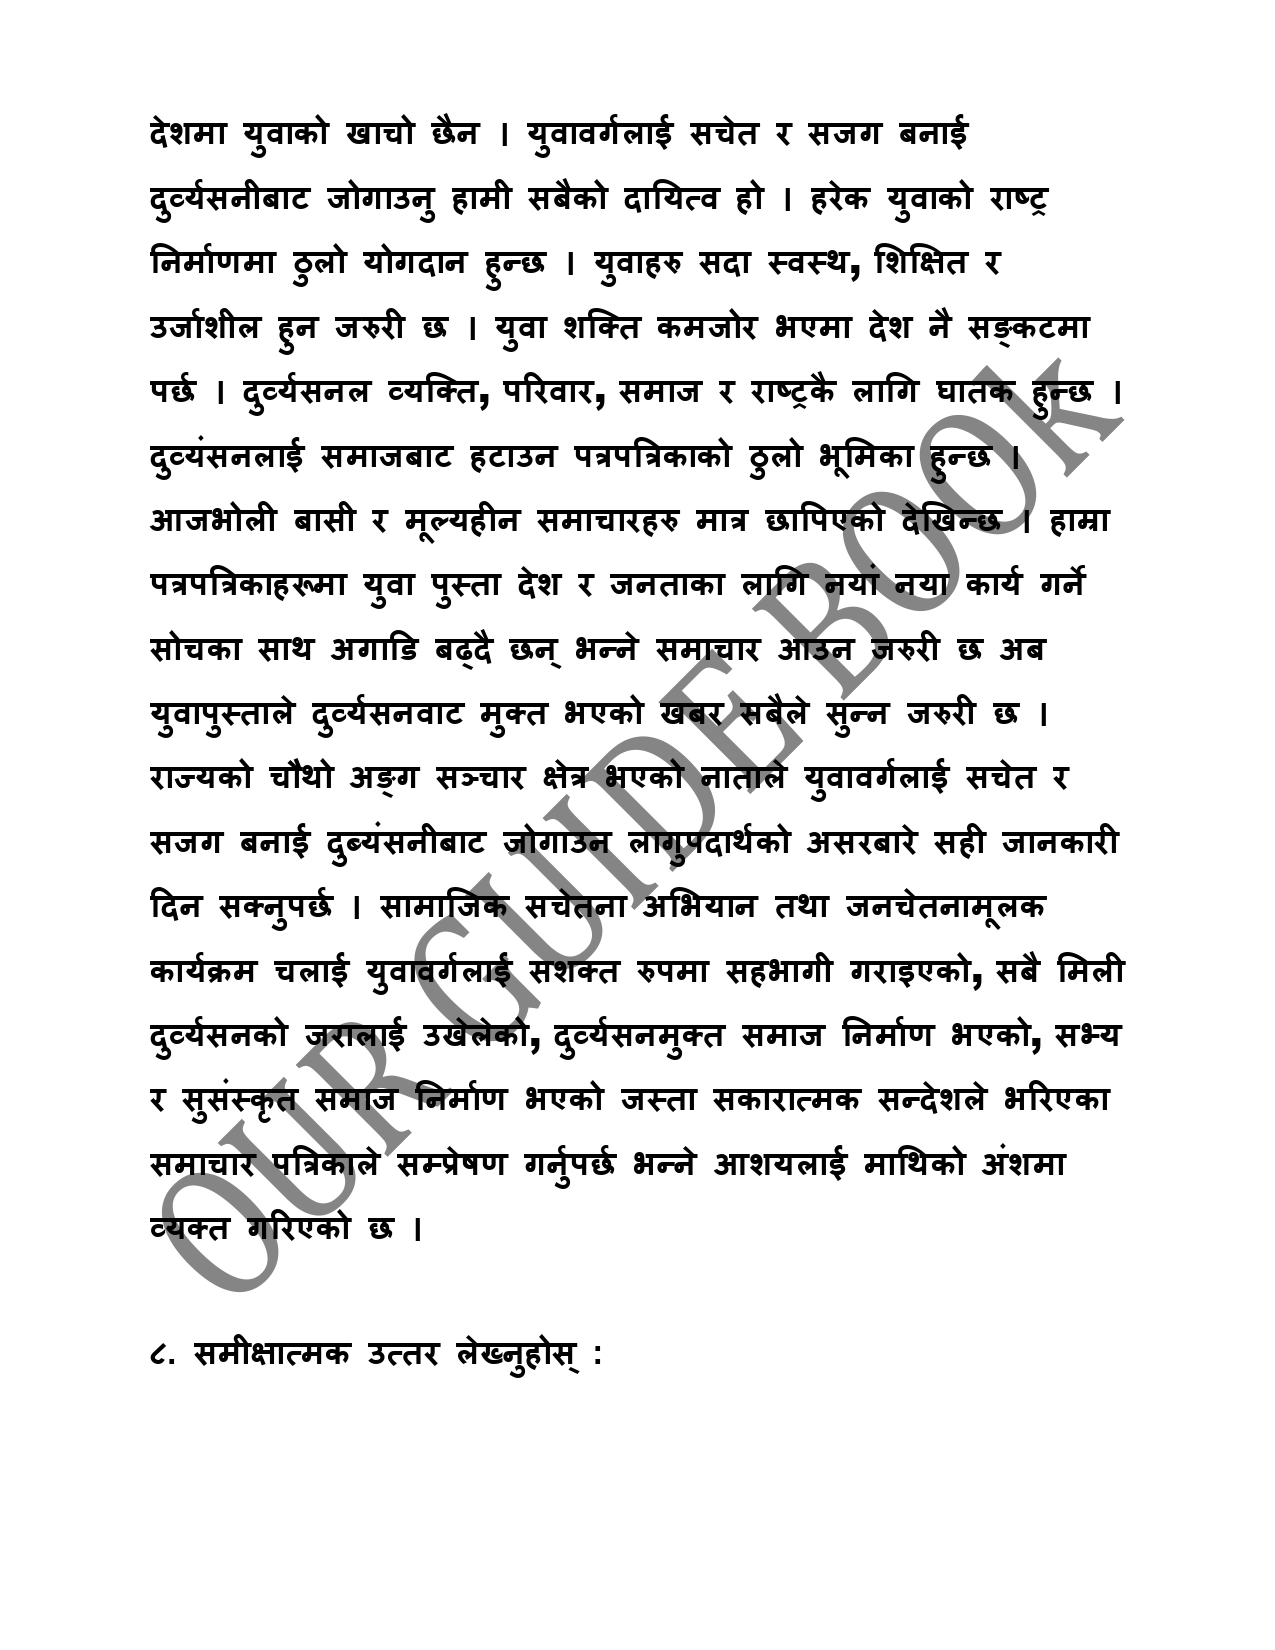 देशमा युवाको खाचो छैन । युवावर्गलाई सचेत र सजग बनाई
दुर्व्यसनीबाट जोगाउनु हामी सबैको दायित्व हो । हरेक युवाको राष्ट्र
निर्माणमा ठुलो योगदान हुन्छ । युवाहरु सदा स्वस्थ, शिक्षित र
उर्जाशील हुन जरुरी छ । युवा शक्ति कमजोर भएमा देश नै सङ्कटमा
पर्छ । दुर्व्यसनल व्यक्ति, परिवार, समाज र राष्ट्रकै लागि घातक हुन्छ ।
दुव्यंसनलाई समाजबाट हटाउन पत्रपत्रिकाको ठुलो भूमिका हुन्छ ।
आजभोली बासी र मूल्यहीन समाचारहरु मात्र छापिएको देखिन्छ । हाम्रा
पत्रपत्रिकाहरूमा युवा पुस्ता देश र जनताका लागि नयां नया कार्य गर्ने
सोचका साथ अगाडि बढ्दै छन् भन्ने समाचार आउन जरुरी छ अब
युवापुस्ताले दुर्व्यसनवाट मुक्त भएको खबर सबैले सुन्न जरुरी छ ।
राज्यको चौथो अङ्ग सञ्चार क्षेत्र भएको नाताले युवावर्गलाई सचेत र
सजग बनाई दुब्यंसनीबाट जोगाउन लागुपदार्थको असरबारे सही जानकारी
दिन सक्नुपर्छ । सामाजिक सचेतना अभियान तथा जनचेतनामूलक
कार्यक्रम चलाई युवावर्गलाई सशक्त रुपमा सहभागी गराइएको, सबै मिली
दुर्व्यसनको जरालाई उखेलेको, दुर्व्यसनमुक्त समाज निर्माण भएको, सभ्य
र सुसंस्कृत समाज निर्माण भएको जस्ता सकारात्मक सन्देशले भरिएका
समाचार पत्रिकाले सम्प्रेषण गर्नुपर्छ भन्ने आशयलाई माथिको अंशमा
व्यक्त गरिएको छ ।
८. समीक्षात्मक उत्तर लेख्नुहोस् :
OUR GUIDE BOOk